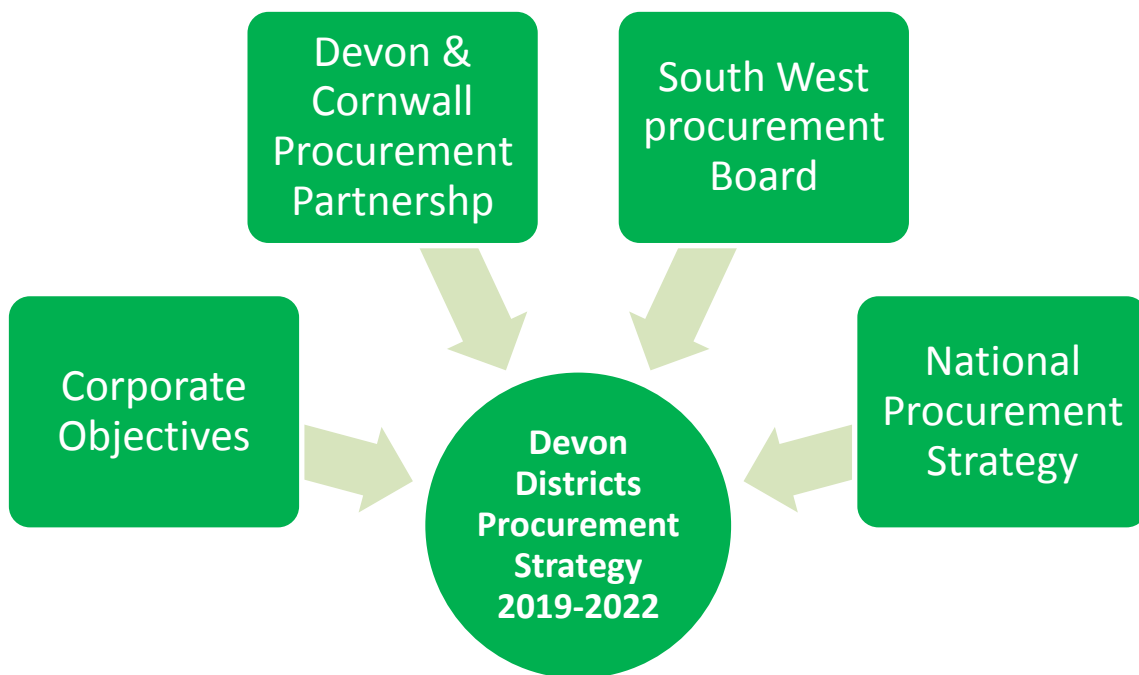 Devon &
Cornwall
Procurement
Partnershp
South West
procurement
Board
Corporate
Objectives
National
Procurement
Strategy
Devon
Districts
Procurement
Strategy
2019-2022